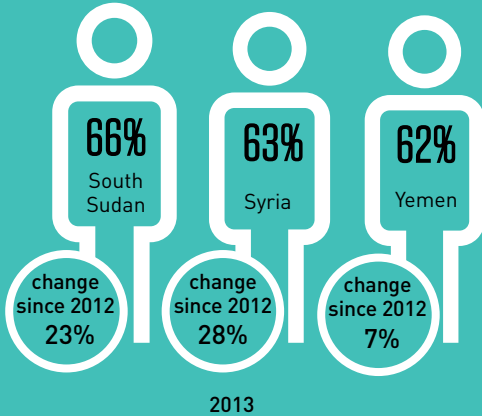 66%
South
Sudan
change
since 2012
23%
63%
Syria
change
since 2012
28%
62%
Yemen
change
since 2012
7%
2013